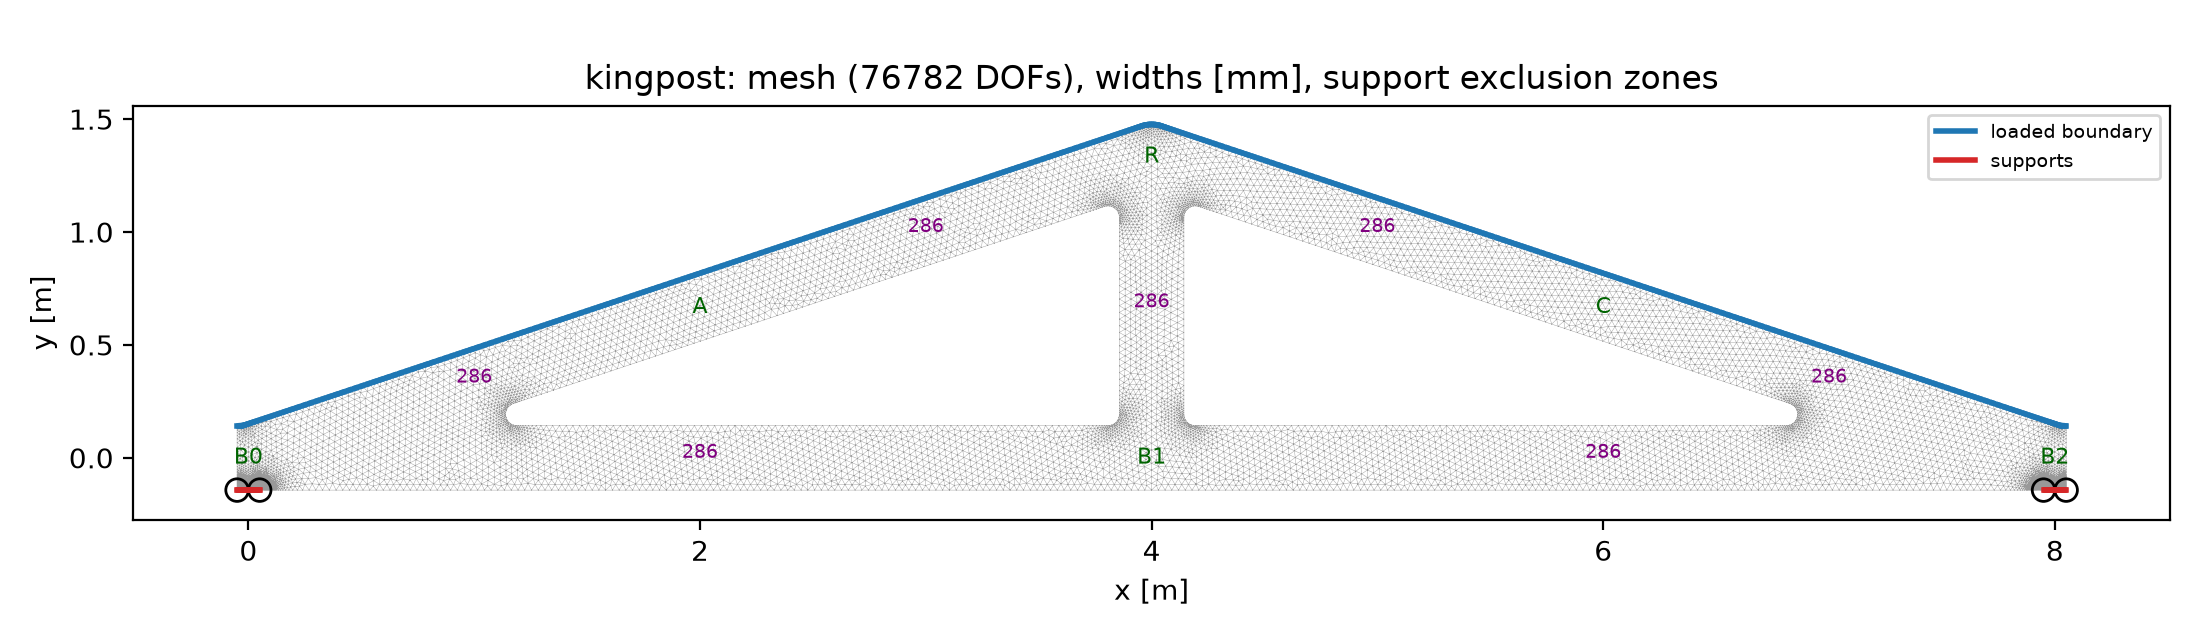 kingpost: mesh (76782 DOFs), widths [mm], support exclusion zones
loaded boundary
supports
1.5
1.0
0.5
0.0
y [m]
R
286
286
286
A
C
286
286
B0
286
B1
286
B2
0
2
4
6
8
x [m]